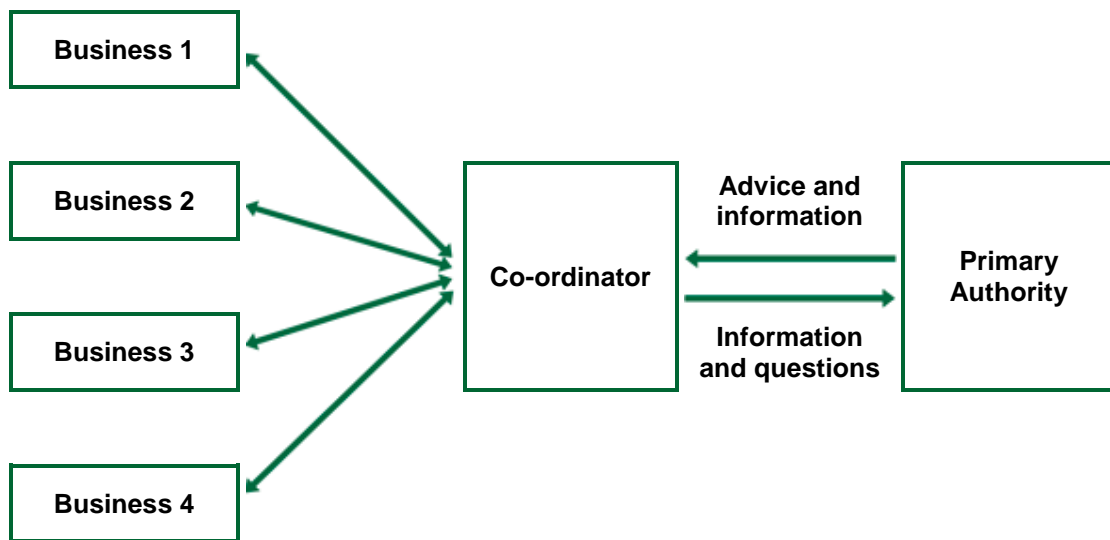 Business 1
Business 2
Business 3
Business 4
Co-ordinator
Advice and
information
Information
and questions
Primary
Authority